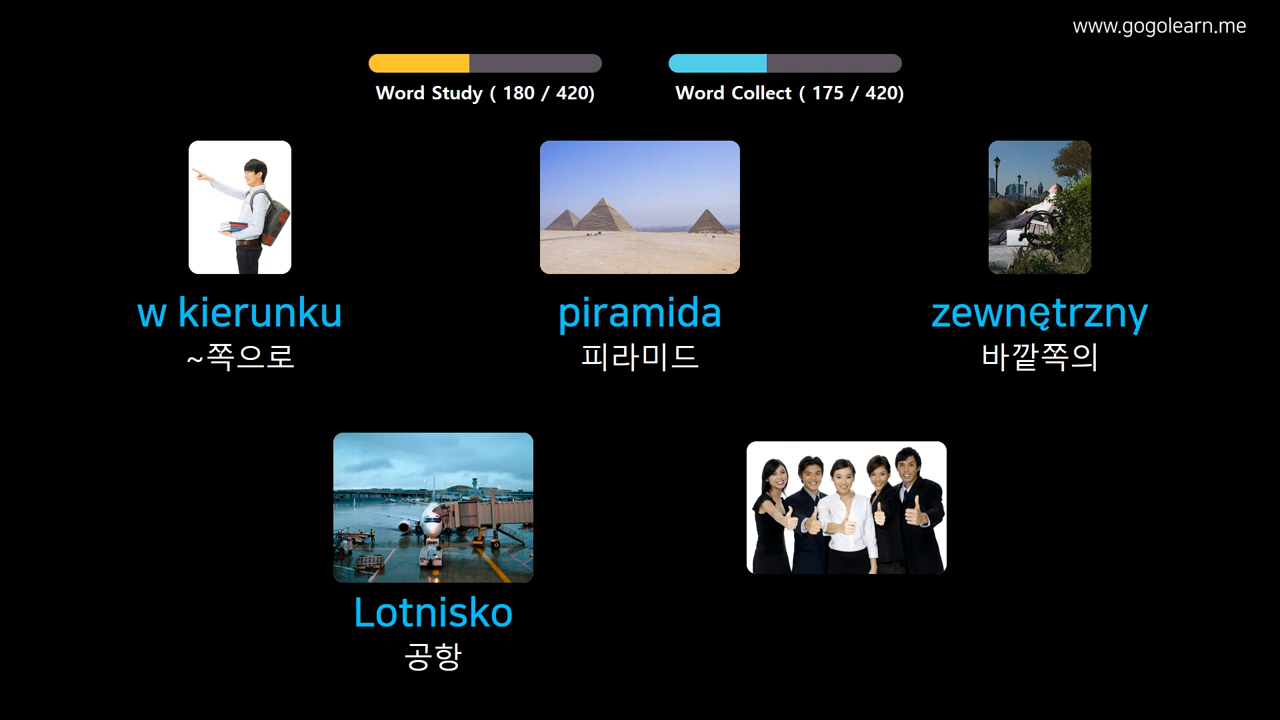 www.gogolearn.me
Word Study ( 180 / 420)
Word Collect ( 175 / 420)
w kierunku
~쪽으로
piramida
피라미드
zewnętrzny
바깥쪽의
Lotnisko
공항